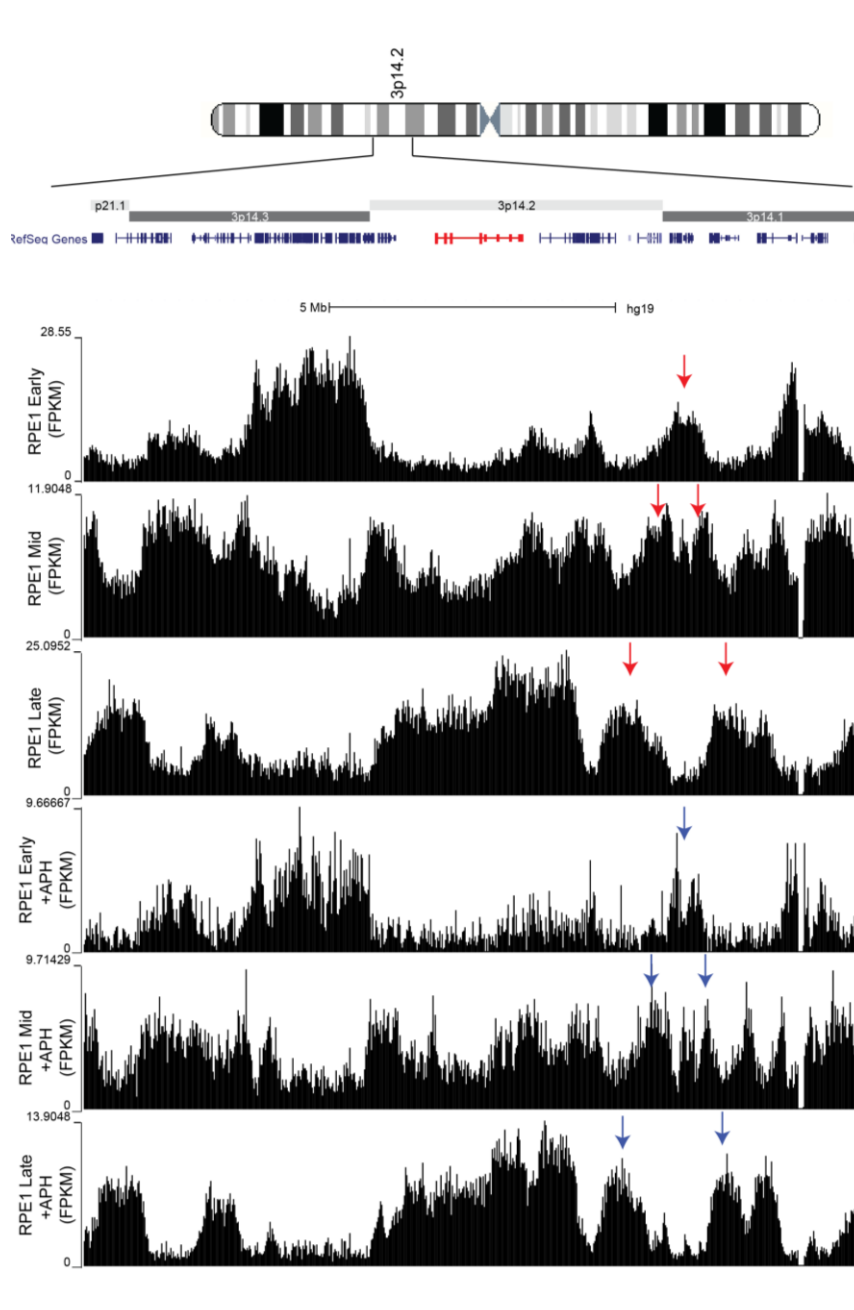 3p14.2
p21.1
3p14.3
3p14.2
3p14.1
RefSeq Genes
5 Mb
hg19
28.55
RPE1 Early
(FPKM)
0
11.9048
RPE1 Mid
(FPKM)
0
25.0952
RPE1 Late
(FPKM)
0
9.66667
RPE1 Early
+APH
(FPKM)
0
9.71429
RPE1 Mid
+APH
(FPKM)
0
13.9048
RPE1 Late
+APH
(FPKM)
0